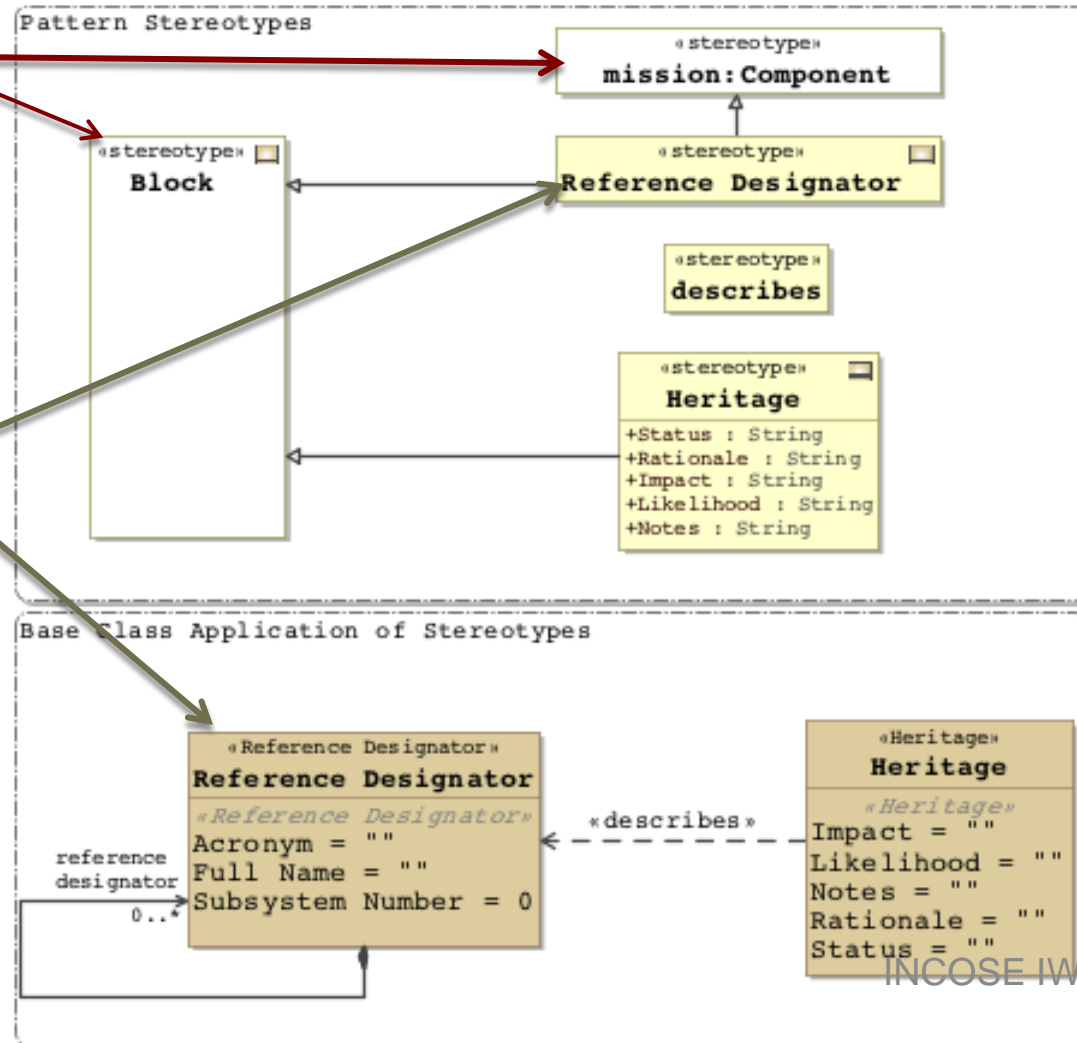 Pattern Stereotypes
«stereotype»
mission:Component
«stereotype»
Block
«stereotype»
Reference Designator
«stereotype»
describes
«stereotype»
Heritage
+Status : String
+Rationale : String
+Impact : String
+Likelihood : String
+Notes : String
Base Class Application of Stereotypes
«Reference Designator»
Reference Designator
«Reference Designator»
Acronym = ""
Full Name = ""
Subsystem Number = 0
reference
designator
0..*
«describes»
«Heritage»
Heritage
«Heritage»
Impact = ""
Likelihood = ""
Notes = ""
Rationale = ""
Status = ""
INCOSE IW